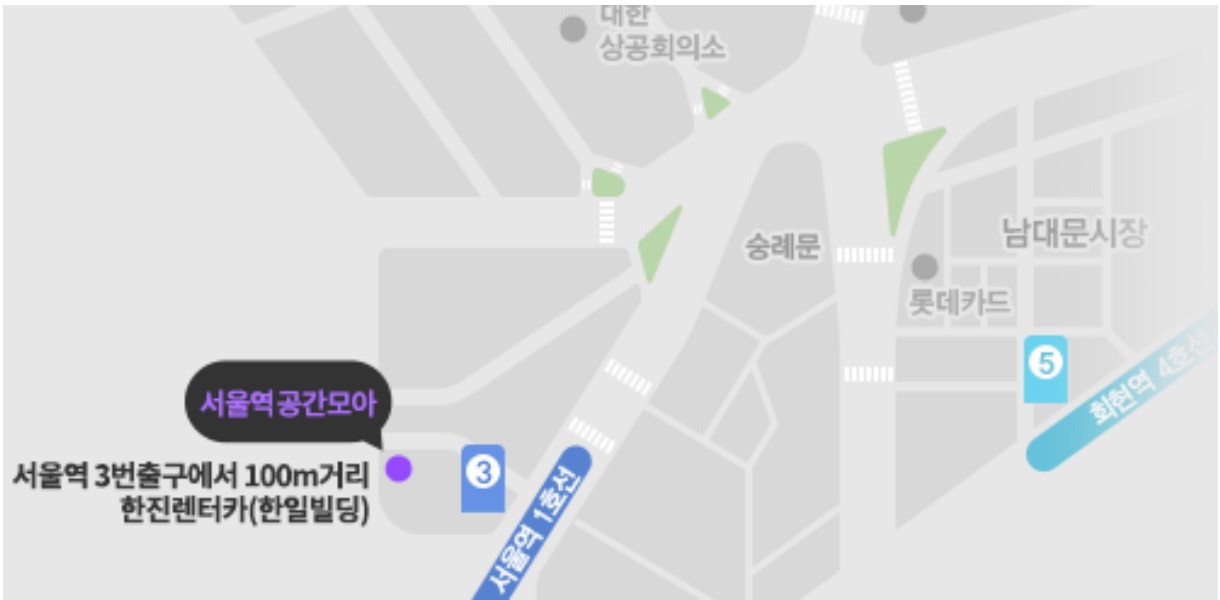 대한
상공회의소
숭례문
남대문시장
롯데카드
5
회현역 4호선
서울역공간모아
서울역 3번출구에서 100m거리
한진렌터카(한일빌딩)
3
서울역 1호선